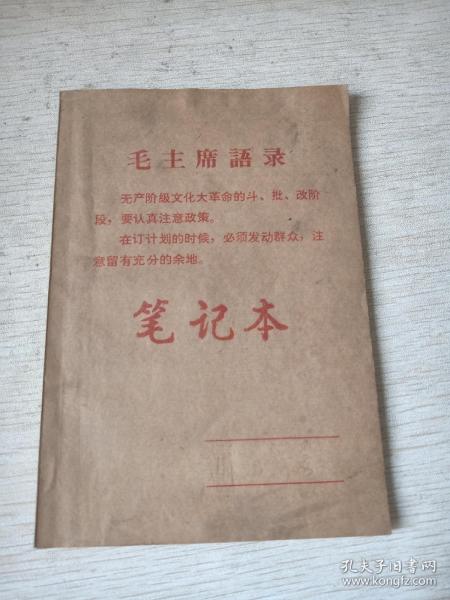 毛主席語录
无产阶级文化大革命的斗、批、改阶
段，要认真注意政策。
在订计划的时候，必须发动群众，注
意留有充分的余地。
笔记本
孔夫子旧书网
www.kongfz.com